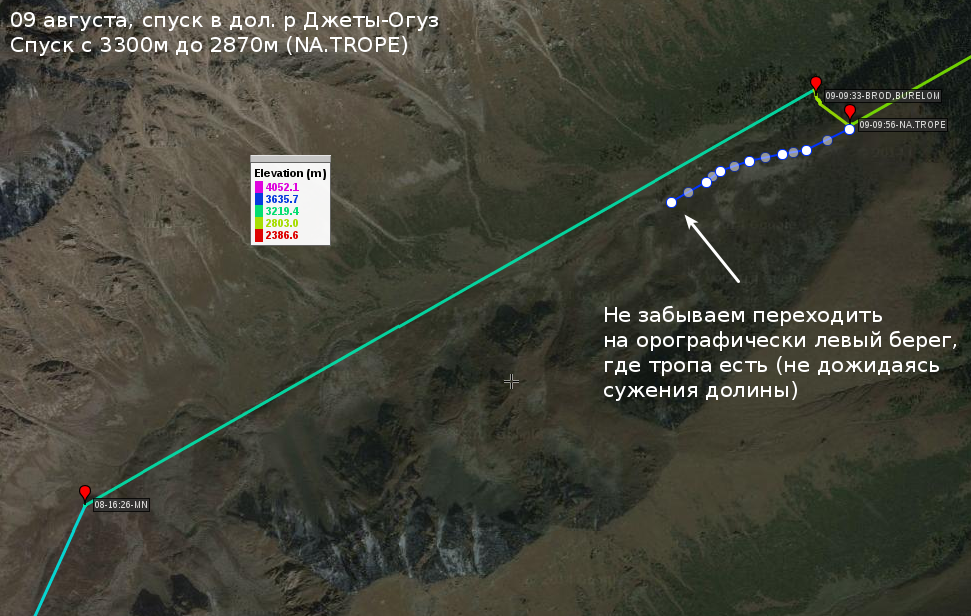 09 августа, спуск в дол. р Джеты-Огуз
Спуск с 3300м до 2870м (NA.TROPE)
09-09:33-BROD,BURELOM
09-09:56-NA.TROPE
Elevation (m)
4052.1
3635.7
3219.4
2803.0
2386.6
Не забываем переходить
на орографически левый берег,
где тропа есть (не дожидаясь
сужения долины)
08-16:26-MN